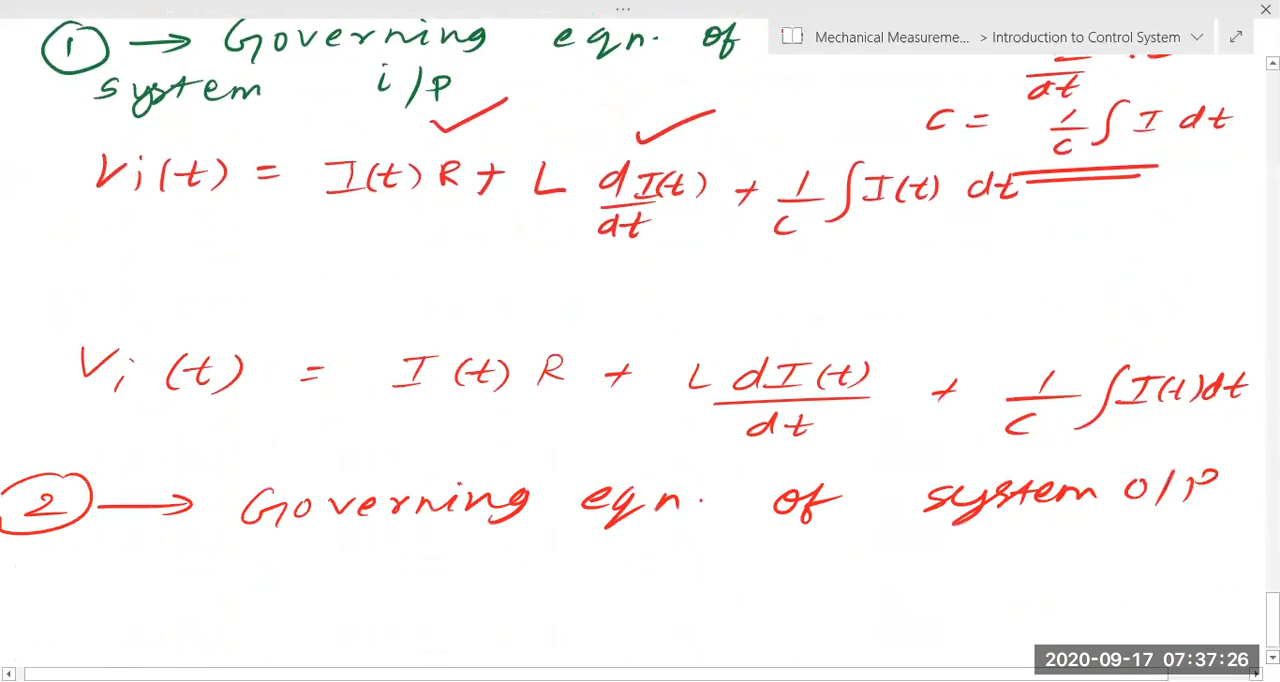 ...
Mechanical Measureme... > Introduction to Control System
1 → Governing eqn. of
system i/p
dt
C = 1/C ∫ I dt
Vi(t) = I(t) R + L dI(t)/dt + 1/C ∫ I(t) dt
Vi (t) = I (t) R + L dI(t)/dt + 1/C ∫ I(t)dt
2 → Governing eqn. of system O/P
2020-09-17 07:37:26